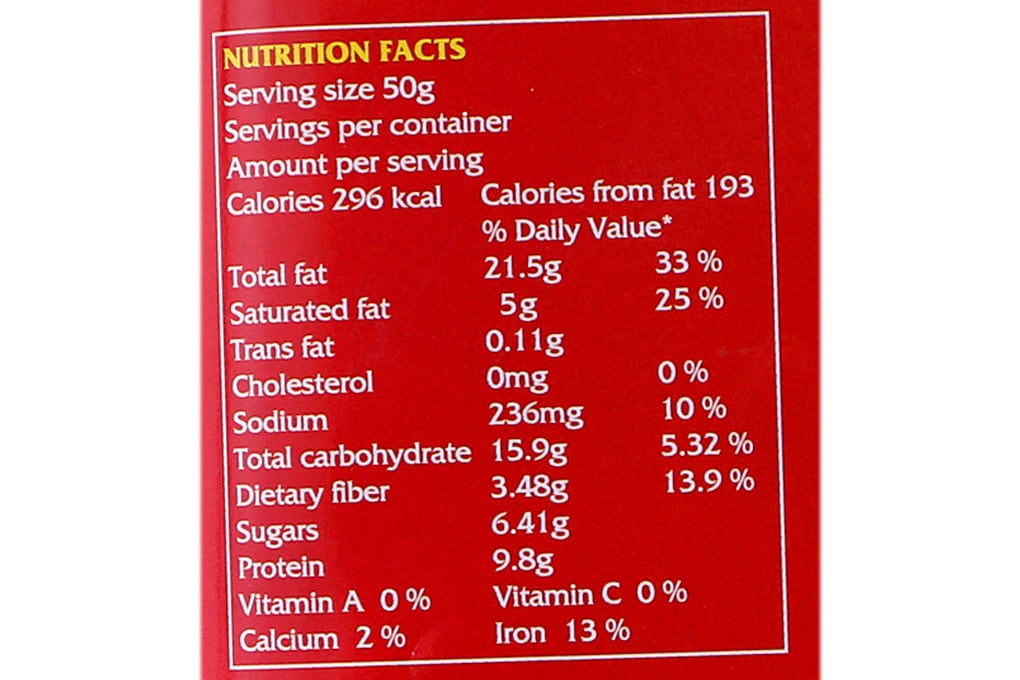 NUTRITION FACTS
Serving size 50g
Servings per container
Amount per serving
Calories 296 kcal Calories from fat 193
% Daily Value*
Total fat 21.5g 33 %
Saturated fat 5g 25 %
Trans fat 0.11g
Cholesterol 0mg 0 %
Sodium 236mg 10 %
Total carbohydrate 15.9g 5.32 %
Dietary fiber 3.48g 13.9 %
Sugars 6.41g
Protein 9.8g
Vitamin A 0 % Vitamin C 0 %
Calcium 2 % Iron 13 %